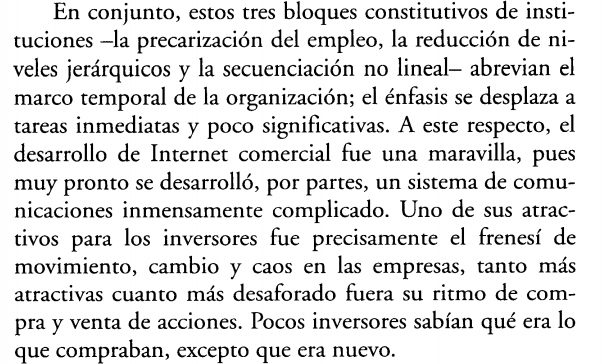 En conjunto, estos tres bloques constitutivos de insti-
tuciones –la precarización del empleo, la reducción de ni-
veles jerárquicos y la secuenciación no lineal– abrevian el
marco temporal de la organización; el énfasis se desplaza a
tareas inmediatas y poco significativas. A este respecto, el
desarrollo de Internet comercial fue una maravilla, pues
muy pronto se desarrolló, por partes, un sistema de comu-
nicaciones inmensamente complicado. Uno de sus atrac-
tivos para los inversores fue precisamente el frenesí de
movimiento, cambio y caos en las empresas, tanto más
atractivas cuanto más desaforado fuera su ritmo de com-
pra y venta de acciones. Pocos inversores sabían qué era lo
que compraban, excepto que era nuevo.